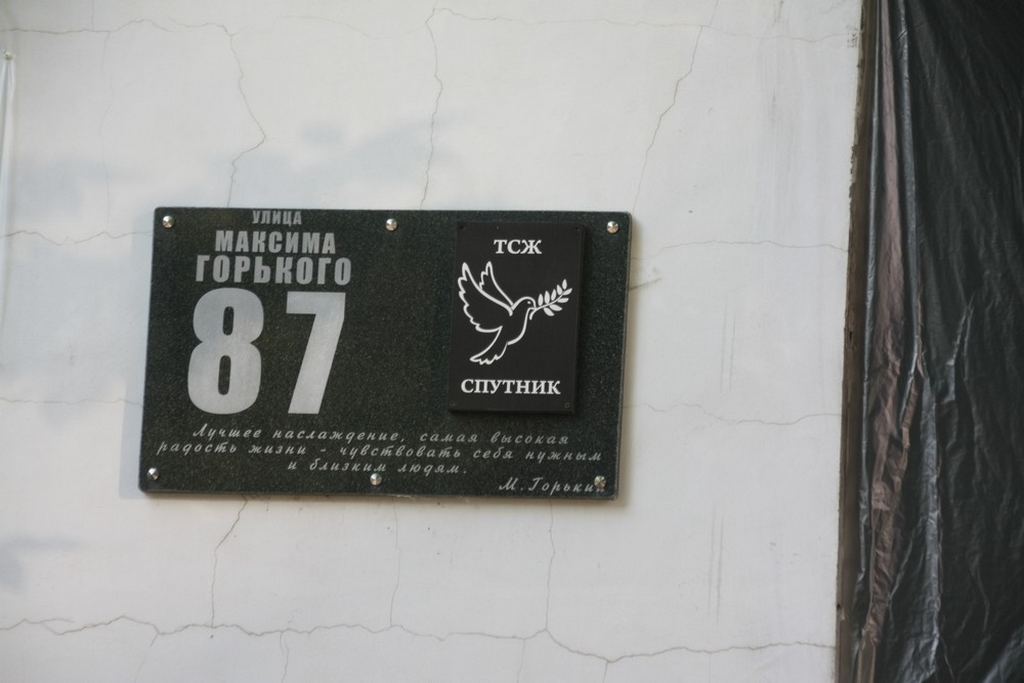 УЛИЦА
МАКСИМА
ГОРЬКОГО
87
ТСЖ
СПУТНИК
Лучшее наслаждение, самая высокая
радость жизни - чувствовать себя нужным
и близким людям.
М. Горький